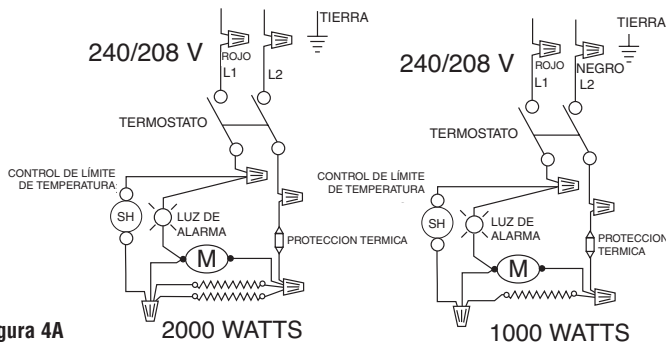 TIERRA
240/208 V
ROJO
L1
L2
TERMOSTATO
CONTROL DE LÍMITE
DE TEMPERATURA
SH
LUZ DE
ALARMA
PROTECCION TERMICA
M
gura 4A
2000 WATTS
TIERRA
240/208 V
ROJO
L1
NEGRO
L2
TERMOSTATO
CONTROL DE LÍMITE
DE TEMPERATURA
SH
LUZ DE
ALARMA
PROTECCION
TERMICA
M
1000 WATTS